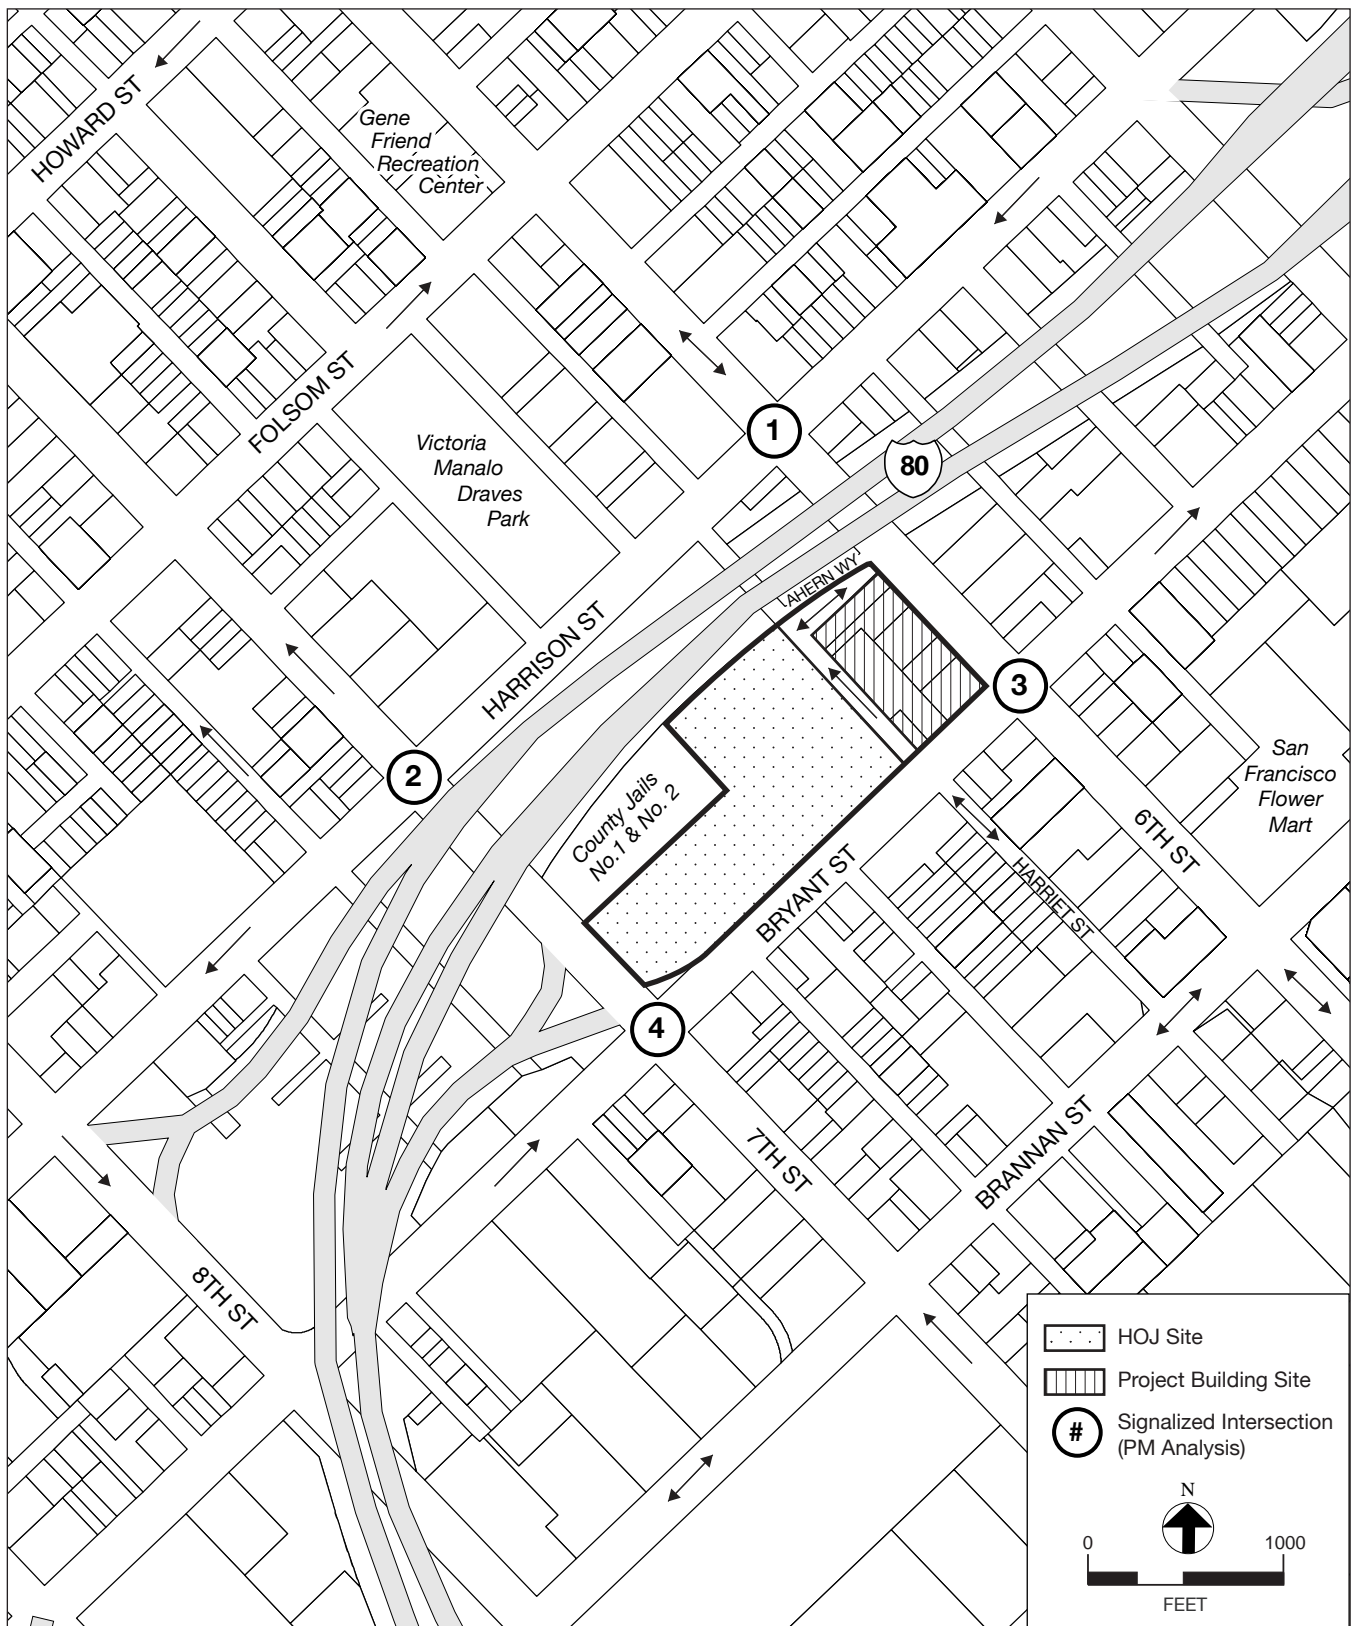 HOWARD ST
Gene
Friend
Recreation
Center
FOLSOM ST
Victoria
Manalo
Draves
Park
1
80
AHERN WY
HARRISON ST
3
2
County Jails
No.1 & No. 2
San
Francisco
Flower
Mart
6TH ST
BRYANT ST
HARRIET ST
4
7TH ST
BRANNAN ST
8TH ST
HOJ Site
Project Building Site
#
Signalized Intersection
(PM Analysis)
N
0 1000
FEET